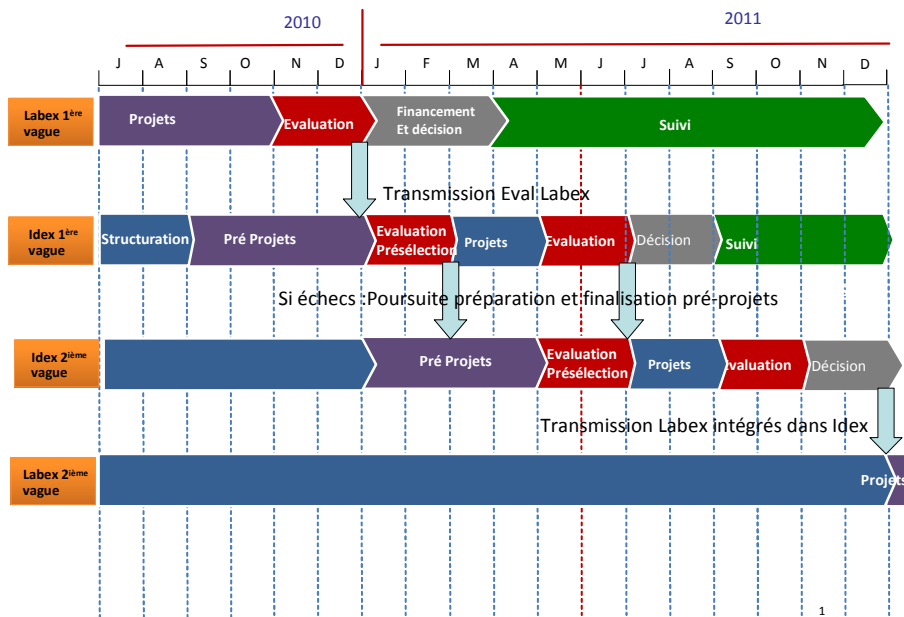 2010 2011
J A S O N D J F M A M J J S O N D
Labex 1ère
vague
Projets
Evaluation
Financement
Et décision
Suivi
Transmission Eval Labex
Idex 1ère
vague
Structuration
Pré Projets
Evaluation
Présélection
Projets
Evaluation
Décision
Suivi
Si échecs :Poursuite préparation et finalisation pré-projets
Idex 2ième
vague
Pré Projets
Evaluation
Présélection
Projets
valuation
Décision
Transmission Labex intégrés dans Idex
Labex 2ième
vague
Projets
1